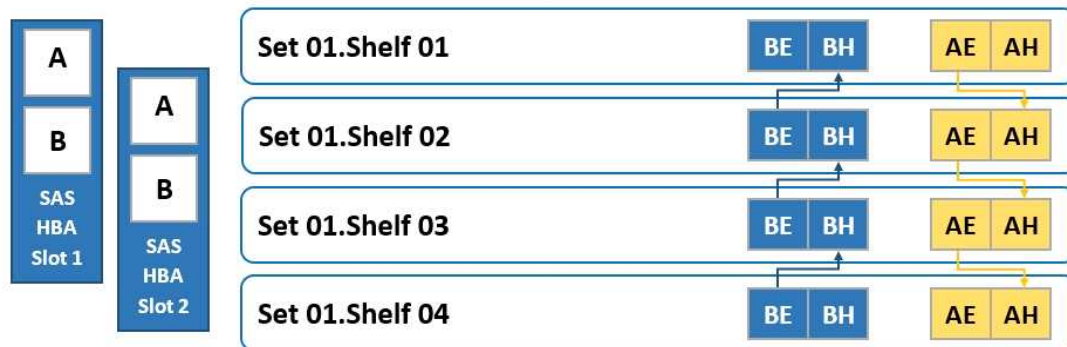 A
B
SAS
HBA
Slot 1
A
B
SAS
HBA
Slot 2
Set 01.Shelf 01
BE BH AE AH
Set 01.Shelf 02
BE BH AE AH
Set 01.Shelf 03
BE BH AE AH
Set 01.Shelf 04
BE BH AE AH